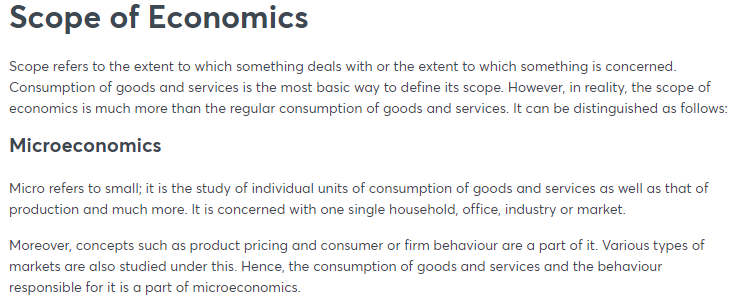 Scope of Economics
Scope refers to the extent to which something deals with or the extent to which something is concerned.
Consumption of goods and services is the most basic way to define its scope. However, in reality, the scope of
economics is much more than the regular consumption of goods and services. It can be distinguished as follows:
Microeconomics
Micro refers to small; it is the study of individual units of consumption of goods and services as well as that of
production and much more. It is concerned with one single household, office, industry or market.
Moreover, concepts such as product pricing and consumer or firm behaviour are a part of it. Various types of
markets are also studied under this. Hence, the consumption of goods and services and the behaviour
responsible for it is a part of microeconomics.